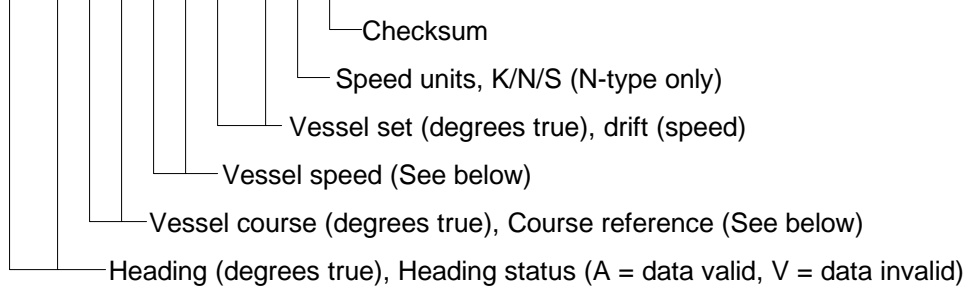 Checksum
Speed units, K/N/S (N-type only)
Vessel set (degrees true), drift (speed)
Vessel speed (See below)
Vessel course (degrees true), Course reference (See below)
Heading (degrees true), Heading status (A = data valid, V = data invalid)